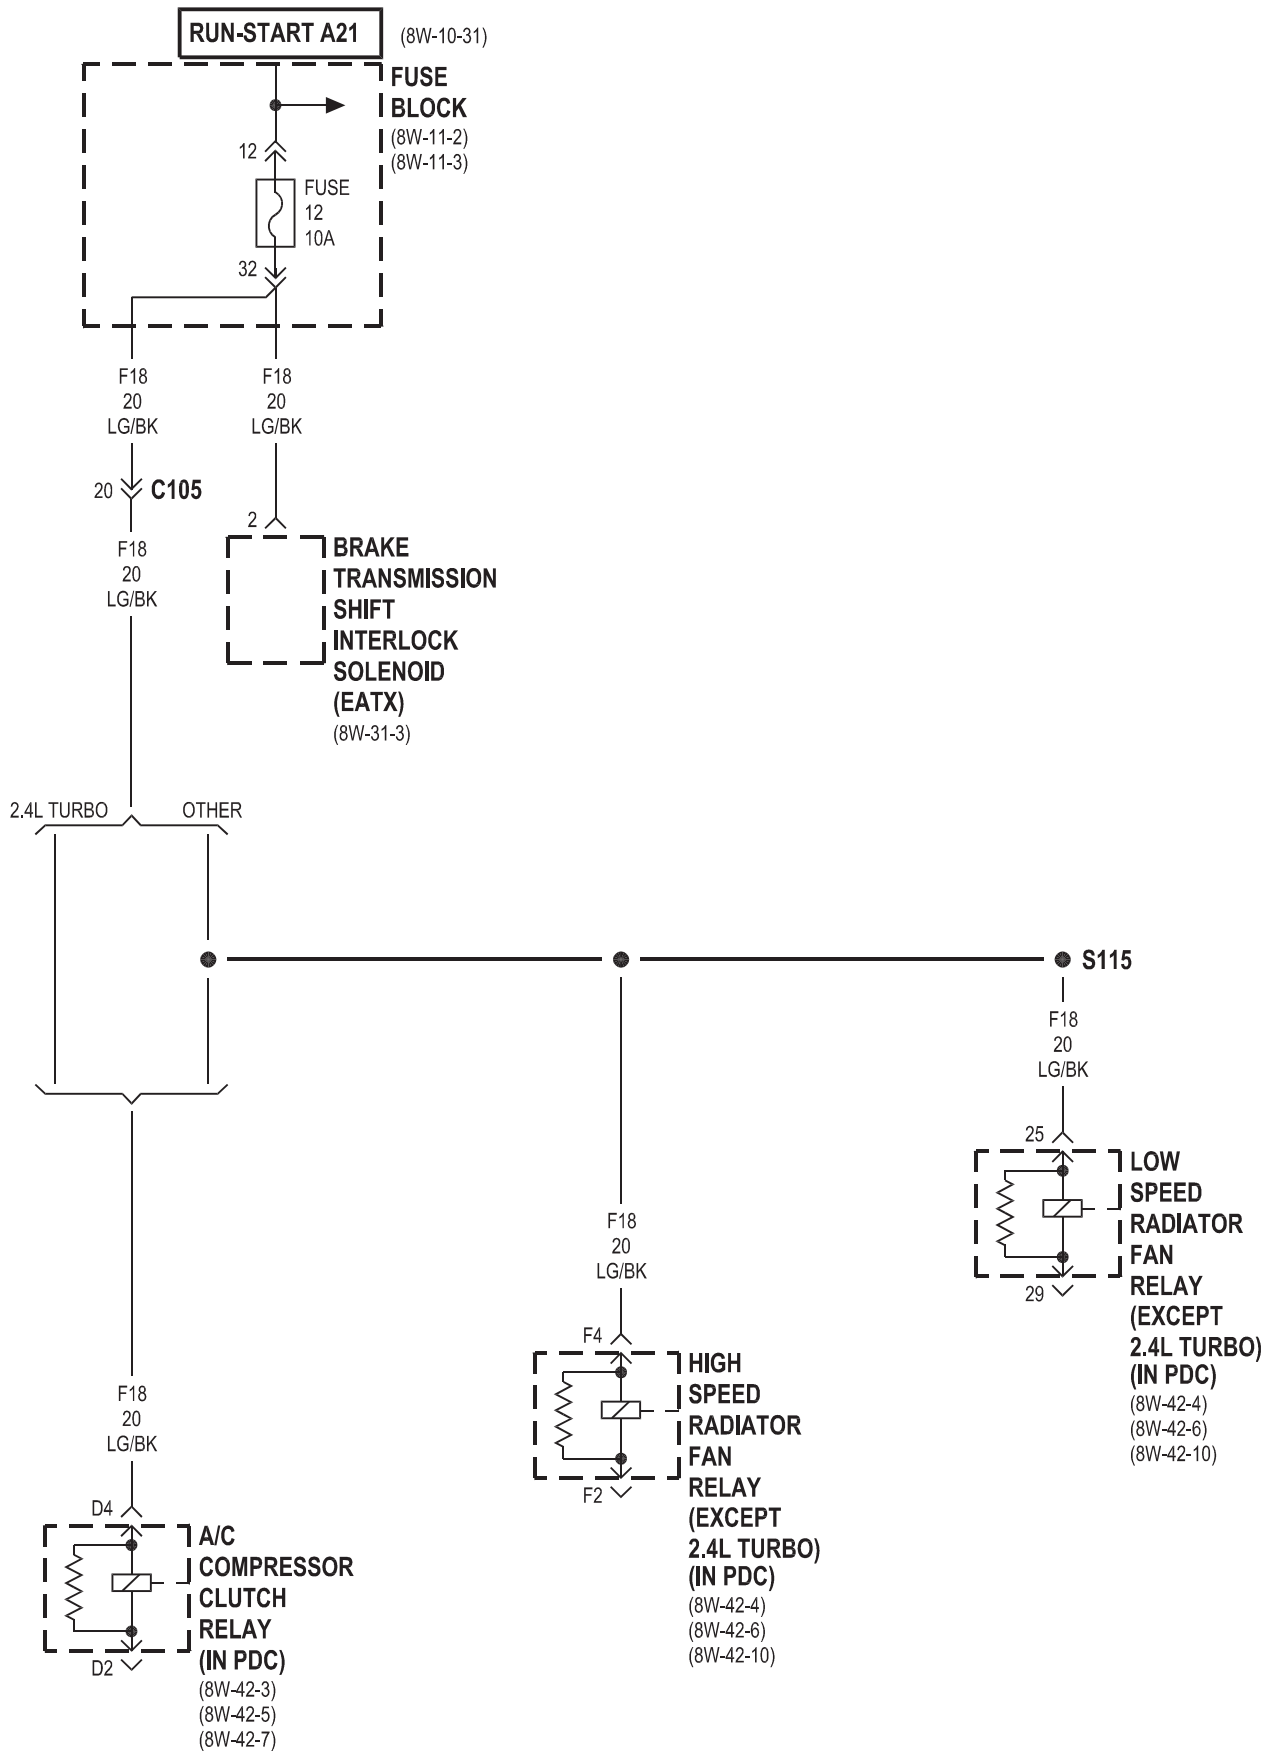 RUN-START A21
(8W-10-31)
FUSE
BLOCK
(8W-11-2)
(8W-11-3)
12
FUSE
12
10A
32
F18
20
LG/BK
F18
20
LG/BK
20
C105
F18
20
LG/BK
2
BRAKE
TRANSMISSION
SHIFT
INTERLOCK
SOLENOID
(EATX)
(8W-31-3)
2.4L TURBO
OTHER
S115
F18
20
LG/BK
25
LOW
SPEED
RADIATOR
FAN
RELAY
(EXCEPT
2.4L TURBO)
(IN PDC)
(8W-42-4)
(8W-42-6)
(8W-42-10)
29
F18
20
LG/BK
F4
HIGH
SPEED
RADIATOR
FAN
RELAY
(EXCEPT
2.4L TURBO)
(IN PDC)
(8W-42-4)
(8W-42-6)
(8W-42-10)
F2
F18
20
LG/BK
D4
A/C
COMPRESSOR
CLUTCH
RELAY
(IN PDC)
(8W-42-3)
(8W-42-5)
(8W-42-7)
D2